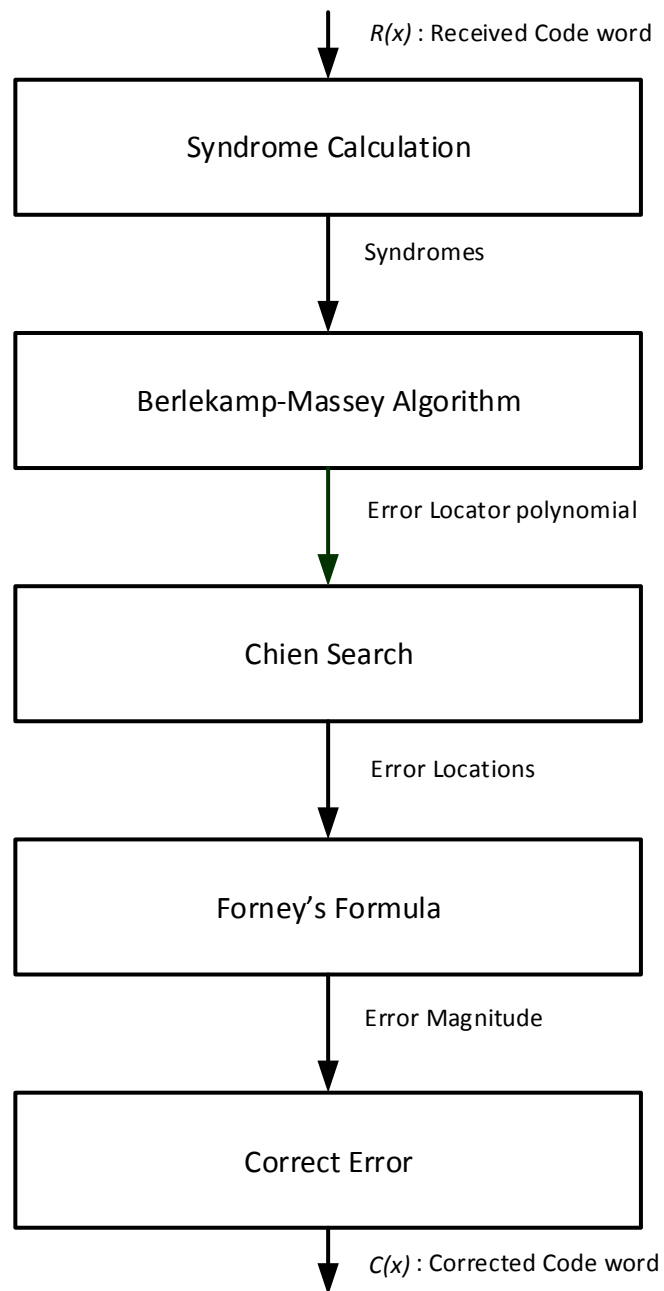 R(x) : Received Code word
Syndrome Calculation
Syndromes
Berlekamp-Massey Algorithm
Error Locator polynomial
Chien Search
Error Locations
Forney’s Formula
Error Magnitude
Correct Error
C(x) : Corrected Code word